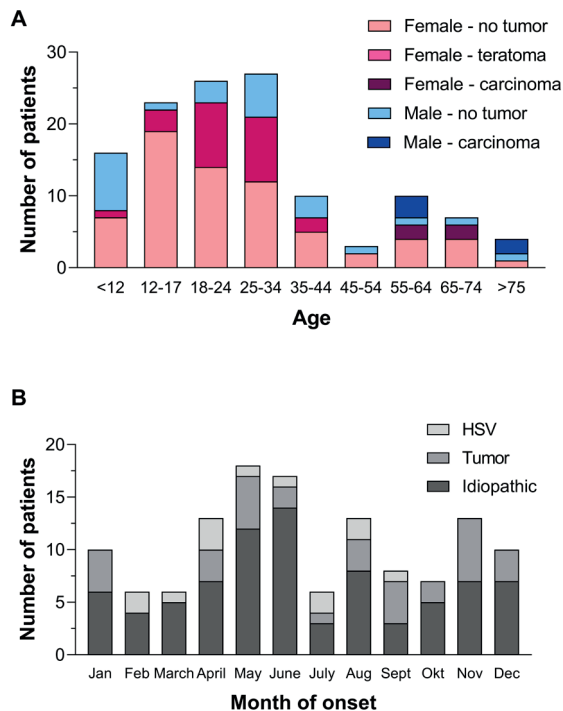 A
Female - no tumor
Female - teratoma
Female - carcinoma
Male - no tumor
Male - carcinoma
Number of patients
30
20
10
0
<12 12-17 18-24 25-34 35-44 45-54 55-64 65-74 >75
Age
B
HSV
Tumor
Idiopathic
Number of patients
20
15
10
5
0
Jan Feb March April May June July Aug Sept Okt Nov Dec
Month of onset